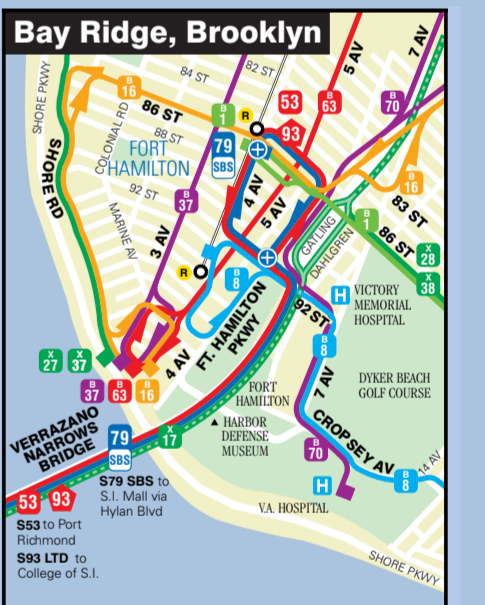 Bay Ridge, Brooklyn
SHORE PKWY
B
16
84 ST
82 ST
5 AV
7 AV
86 ST
B
1
R
53
B
63
B
70
93
COLONIAL RD
88 ST
FORT
HAMILTON
79
SBS
SHORE RD
92 ST
B
37
4 AV
5 AV
B
16
83 ST
MARINE AV
3 AV
GATLING
DAHLGREN
B
1
86 ST
X
28
X
38
R
B
8
H VICTORY
MEMORIAL
HOSPITAL
92 ST
FT. HAMILTON
PKWY
B
8
4 AV
X
27
X
37
B
37
B
63
B
16
7 AV
DYKER BEACH
GOLF COURSE
FORT
HAMILTON
HARBOR
DEFENSE
MUSEUM
CROPSEY AV
VERRAZANO
NARROWS
BRIDGE
79
SBS
X
17
B
70
14 AV
B
8
H
V.A. HOSPITAL
S79 SBS to
S.I. Mall via
Hylan Blvd
53
93
S53 to Port
Richmond
S93 LTD to
College of S.I.
SHORE PKWY